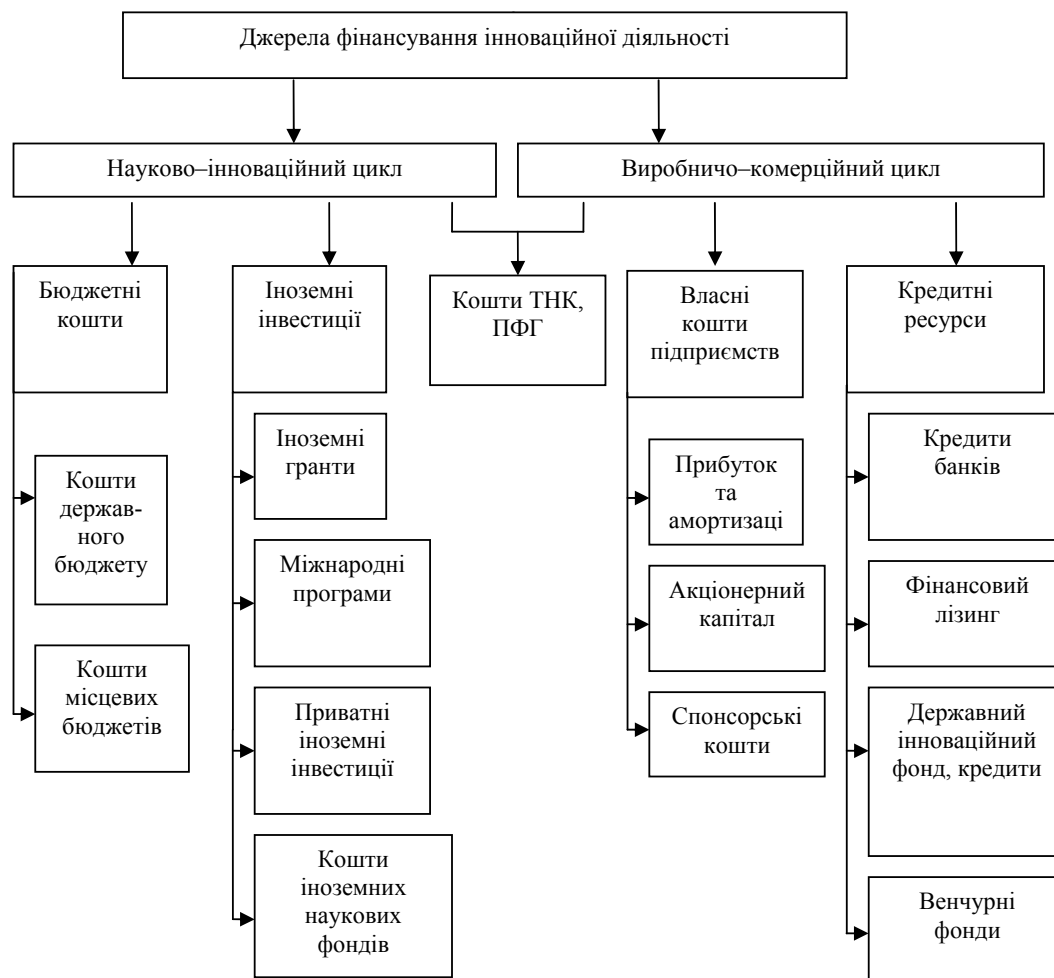 Джерела фінансування інноваційної діяльності
Науково–інноваційний цикл
Виробничо–комерційний цикл
Бюджетні
кошти
Іноземні
інвестиції
Кошти ТНК,
ПФГ
Власні
кошти
підприємств
Кредитні
ресурси
Кошти
держав-
ного
бюджету
Кошти
місцевих
бюджетів
Іноземні
гранти
Міжнародні
програми
Приватні
іноземні
інвестиції
Кошти
іноземних
наукових
фондів
Прибуток
та
амортизаці
Акціонерний
капітал
Спонсорські
кошти
Кредити
банків
Фінансовий
лізинг
Державний
інноваційний
фонд, кредити
Венчурні
фонди